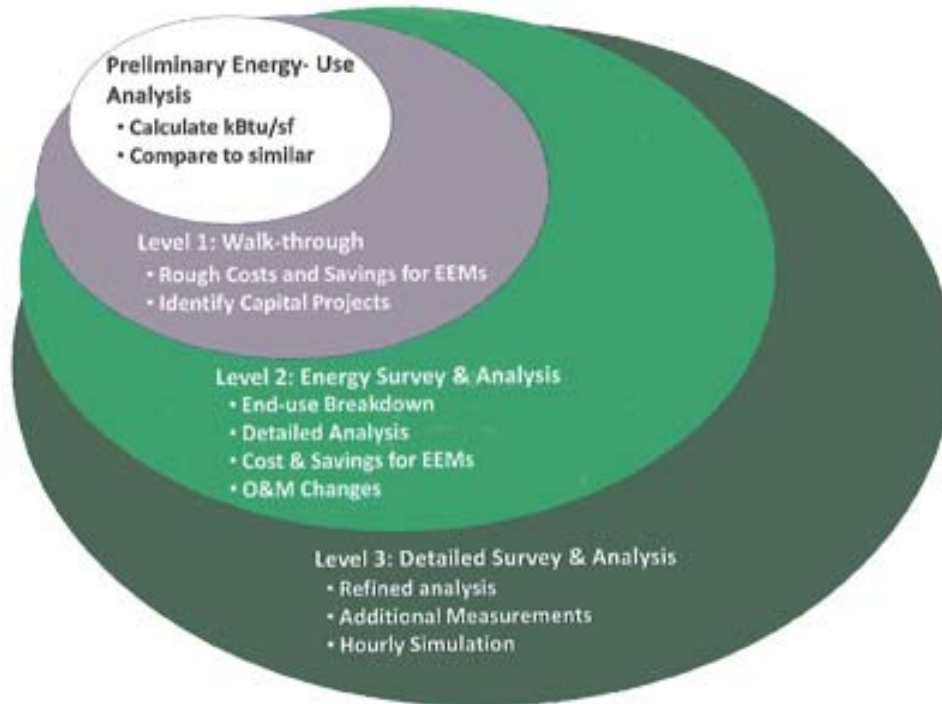 Preliminary Energy- Use
Analysis
• Calculate kBtu/sf
• Compare to similar
Level 1: Walk-through
• Rough Costs and Savings for EEMs
• Identify Capital Projects
Level 2: Energy Survey & Analysis
• End-use Breakdown
• Detailed Analysis
• Cost & Savings for EEMs
• O&M Changes
Level 3: Detailed Survey & Analysis
• Refined analysis
• Additional Measurements
• Hourly Simulation